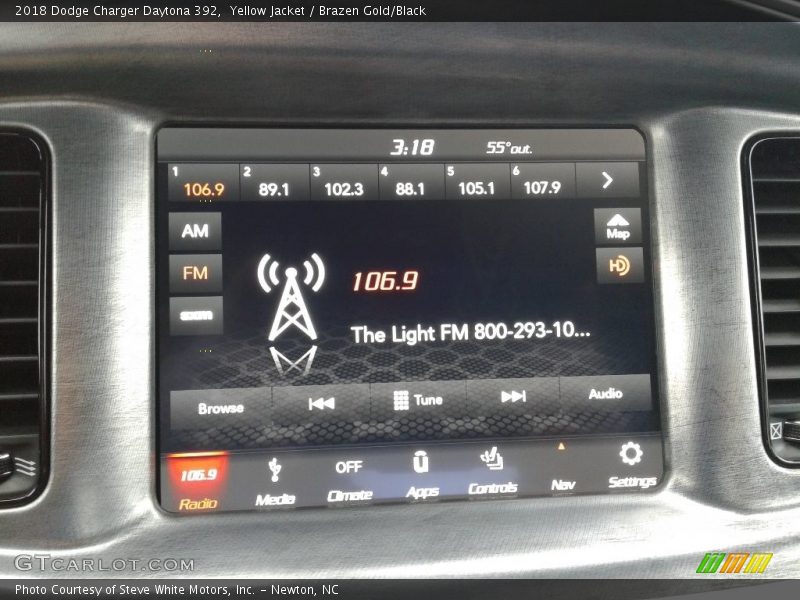 2018 Dodge Charger Daytona 392, Yellow Jacket / Brazen Gold/Black
3:18 55°out.
1 2 3 4 5 6
106.9 89.1 102.3 88.1 105.1 107.9
AM
Map
FM
HD
SXM
106.9
The Light FM 800-293-10...
Browse Tune Audio
106.9 OFF
Radio Media Climate Apps Controls Nav Settings
GTCARLOT.COM
Photo Courtesy of Steve White Motors, Inc. - Newton, NC